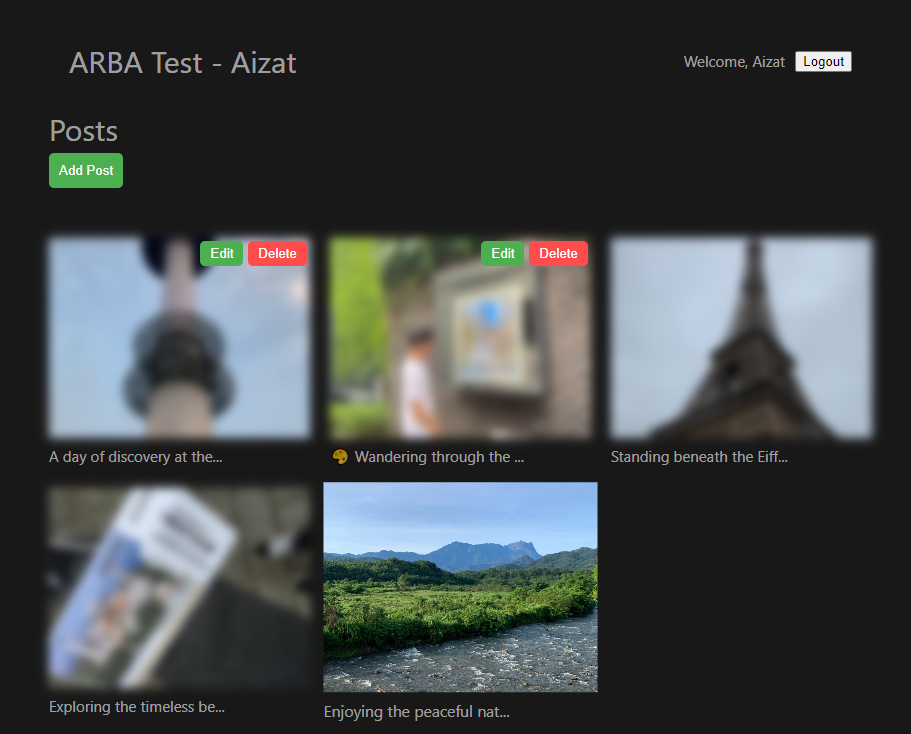 ARBA Test - Aizat
Welcome, Aizat Logout
Posts
Add Post
Edit Delete
Edit Delete
A day of discovery at the...
🎨 Wandering through the ...
Standing beneath the Eiff...
Exploring the timeless be...
Enjoying the peaceful nat...